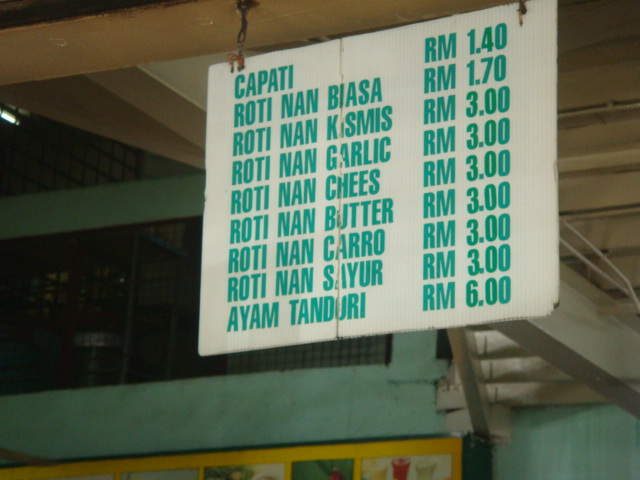 CAPATI RM 1.40
ROTI NAN BIASA RM 1.70
ROTI NAN KISMIS RM 3.00
ROTI NAN GARLIC RM 3.00
ROTI NAN CHEES RM 3.00
ROTI NAN BUTTER RM 3.00
ROTI NAN CARRO RM 3.00
ROTI NAN SAYUR RM 3.00
AYAM TANDURI RM 6.00